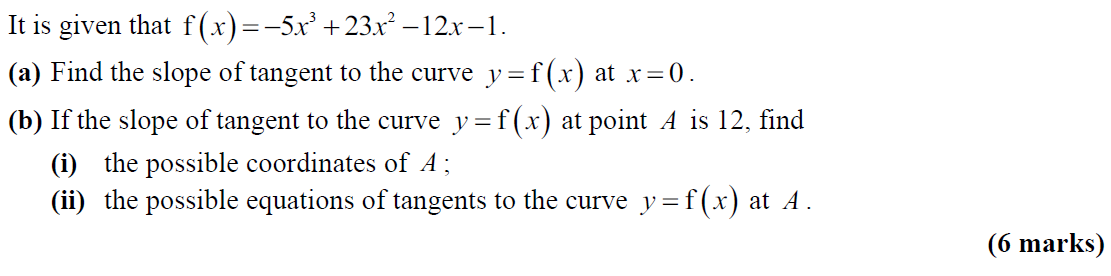 It is given that f(x)=−5x³+23x²−12x−1.
(a) Find the slope of tangent to the curve y=f(x) at x=0.
(b) If the slope of tangent to the curve y=f(x) at point A is 12, find
(i) the possible coordinates of A;
(ii) the possible equations of tangents to the curve y=f(x) at A.
(6 marks)